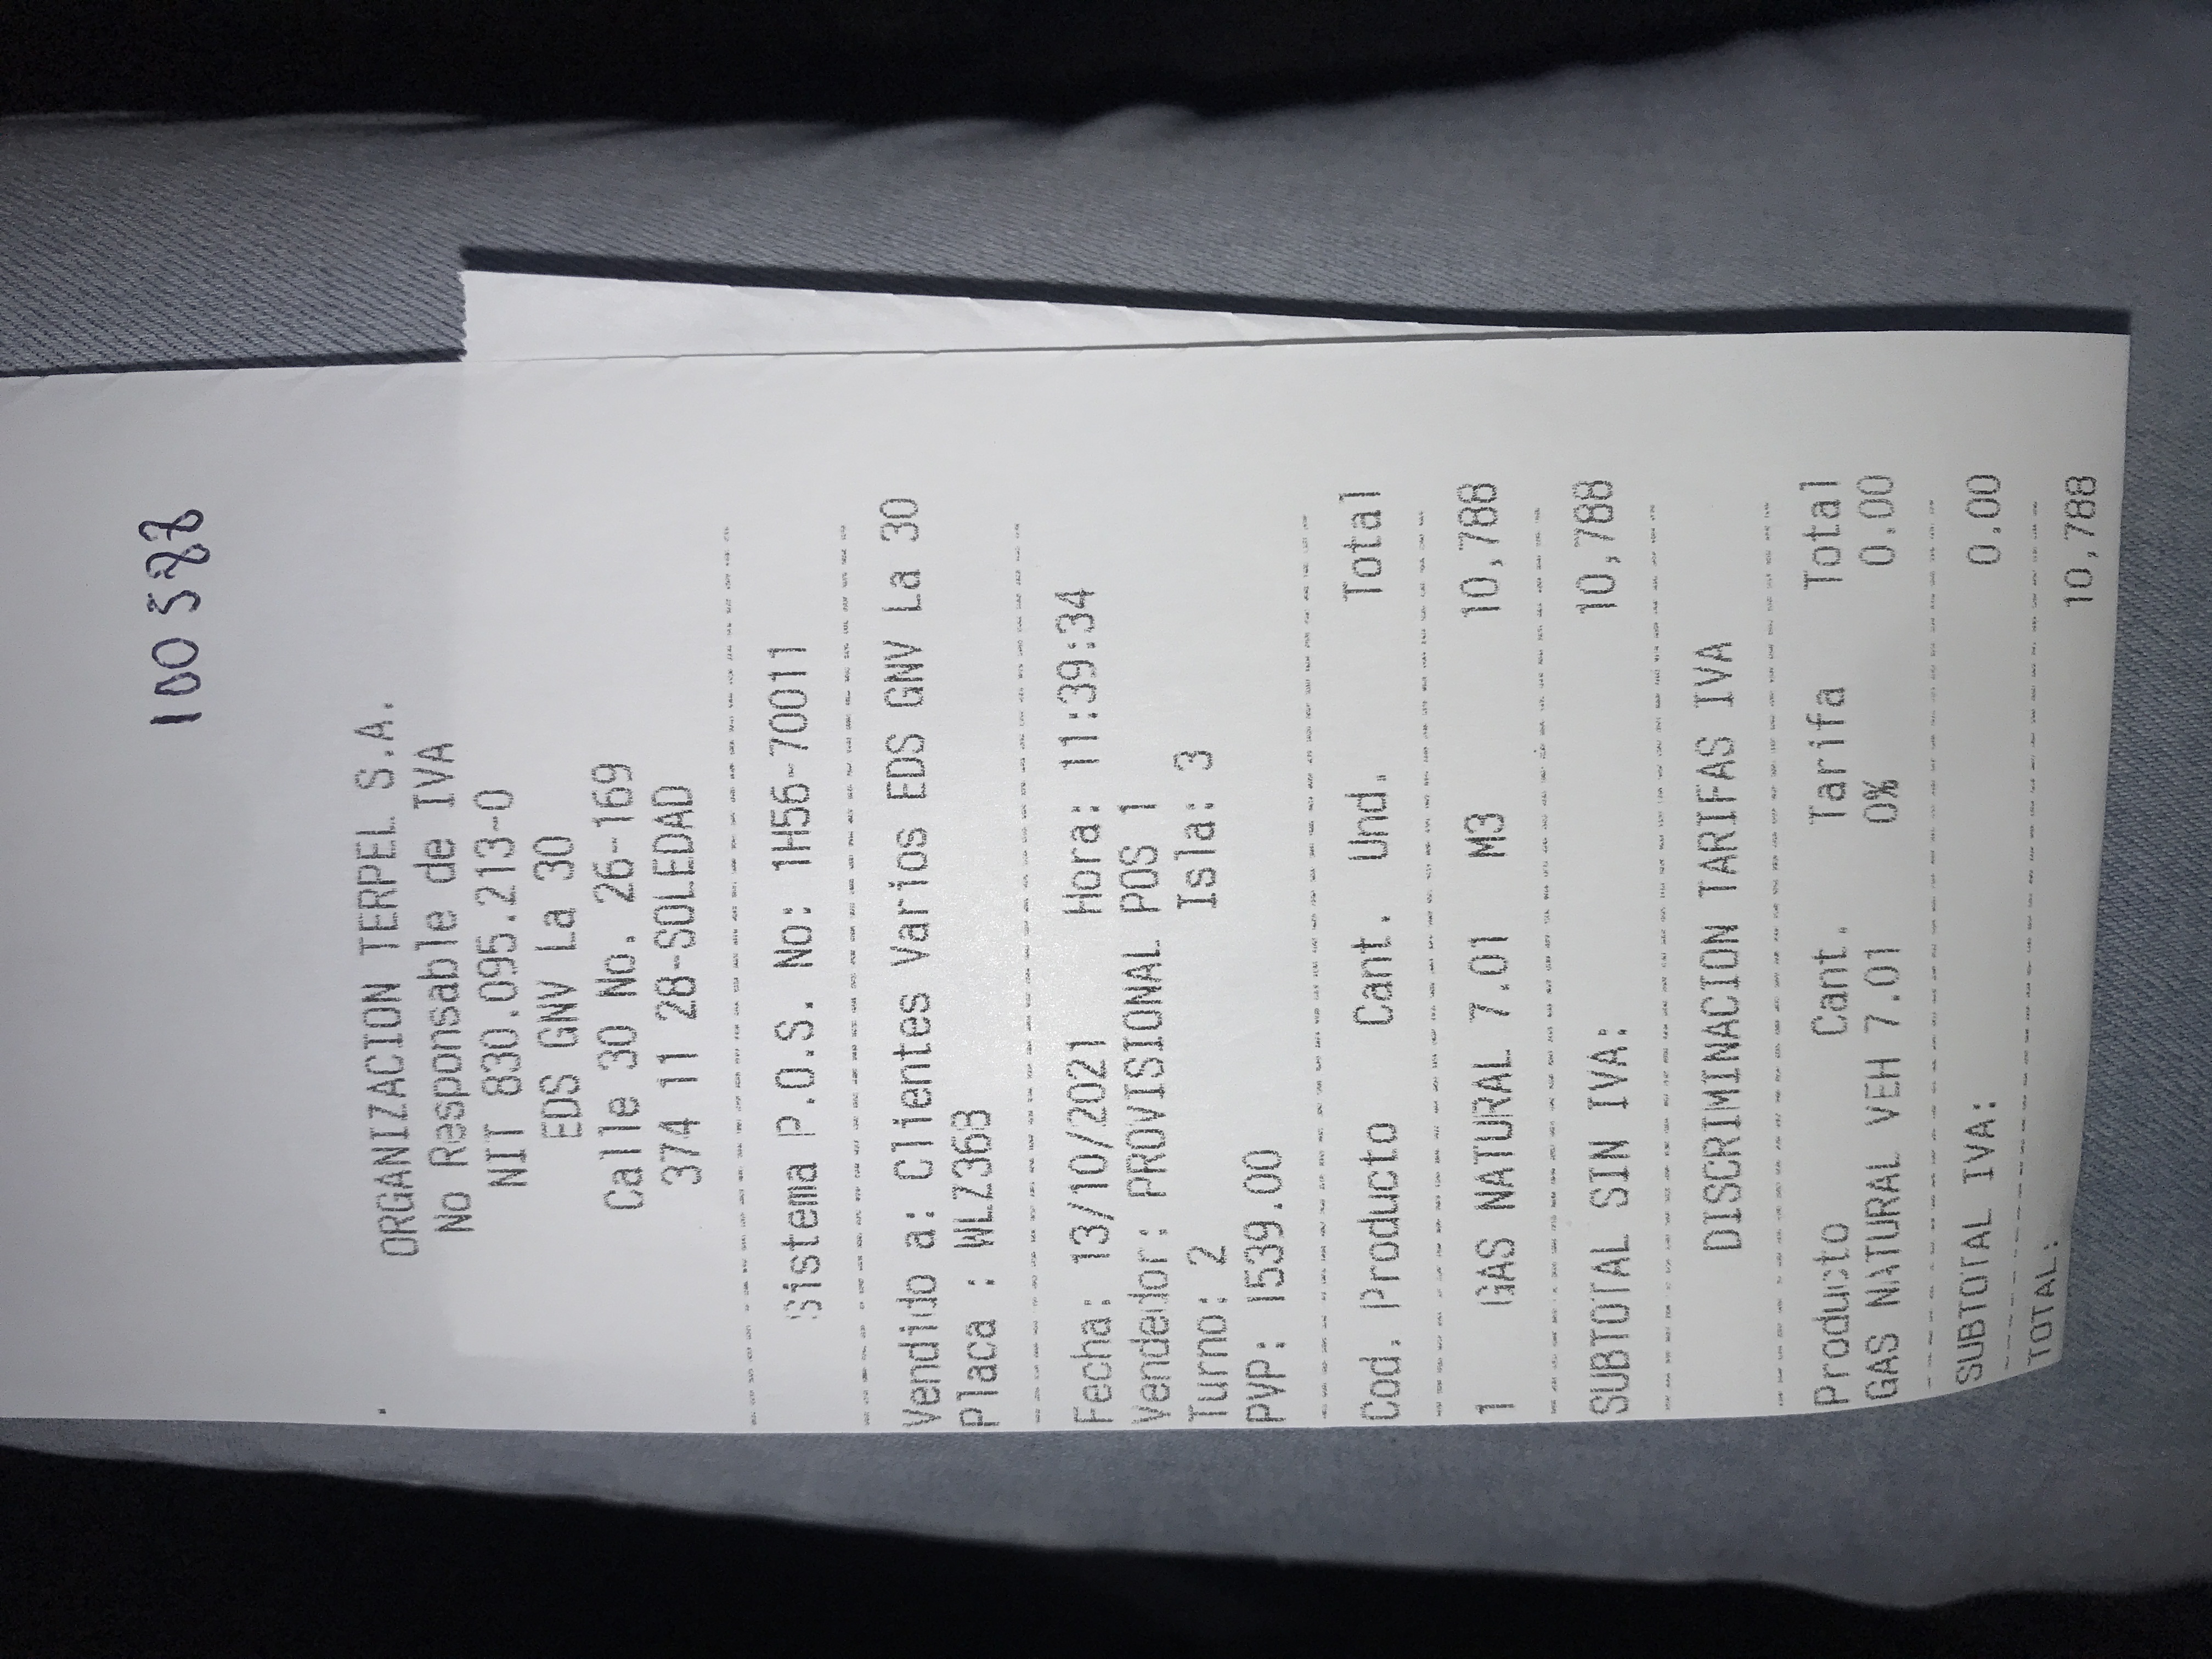 100588
ORGANIZACION TERPEL S.A.
No Responsable de IVA
NIT 830.095.213-0
EDS GNV La 30
Calle 30 No. 26-169
374 11 28-SOLEDAD
Sistema P.O.S. No: 1H56-70011
Vendido a: Clientes Varios EDS GNV La 30
Placa : WLZ368
Fecha: 13/10/2021 Hora: 11:39:34
Vendedor: PROVISIONAL POS 1
Turno: 2 Isla: 3
PVP: 1539.00
Cod. Producto Cant. Und. Total
1 GAS NATURAL 7.01 M3 10,788
SUBTOTAL SIN IVA: 10,788
DISCRIMINACION TARIFAS IVA
Producto Cant. Tarifa Total
GAS NATURAL VEH 7.01 0% 0.00
SUBTOTAL IVA: 0.00
TOTAL: 10,788